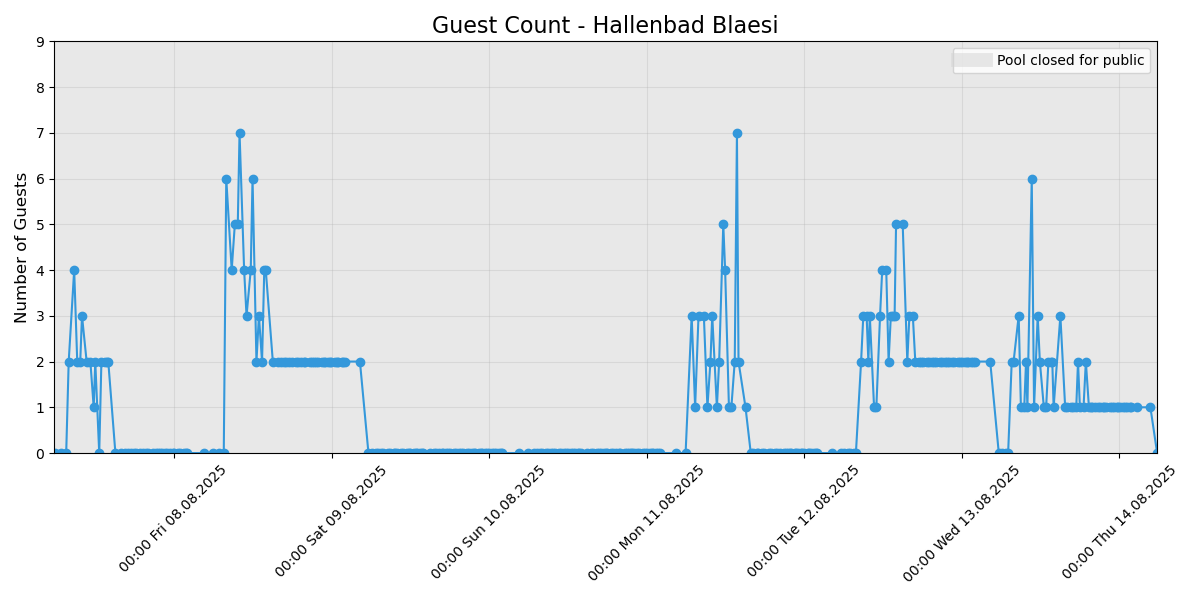 Guest Count - Hallenbad Blaesi
Pool closed for public
Number of Guests
9
8
7
6
5
4
3
2
1
0
00:00 Fri 08.08.2025
00:00 Sat 09.08.2025
00:00 Sun 10.08.2025
00:00 Mon 11.08.2025
00:00 Tue 12.08.2025
00:00 Wed 13.08.2025
00:00 Thu 14.08.2025